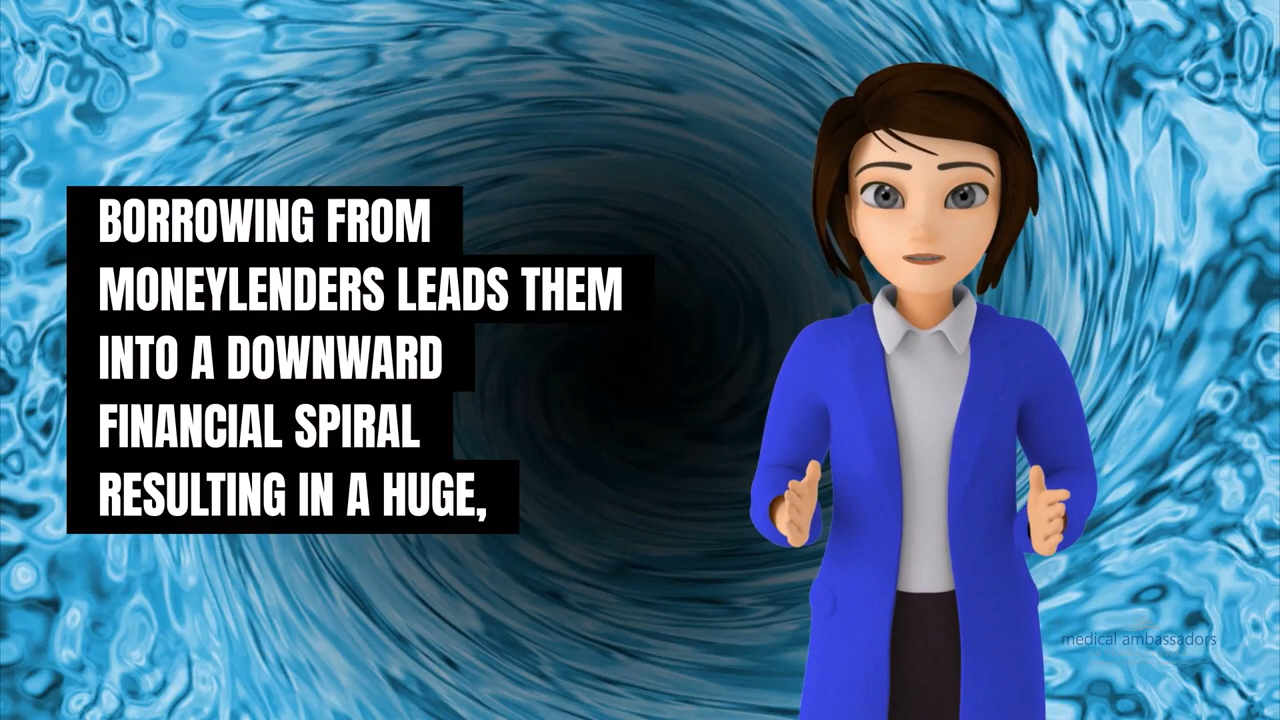 BORROWING FROM
MONEYLENDERS LEADS THEM
INTO A DOWNWARD
FINANCIAL SPIRAL
RESULTING IN A HUGE,
medical ambassadors